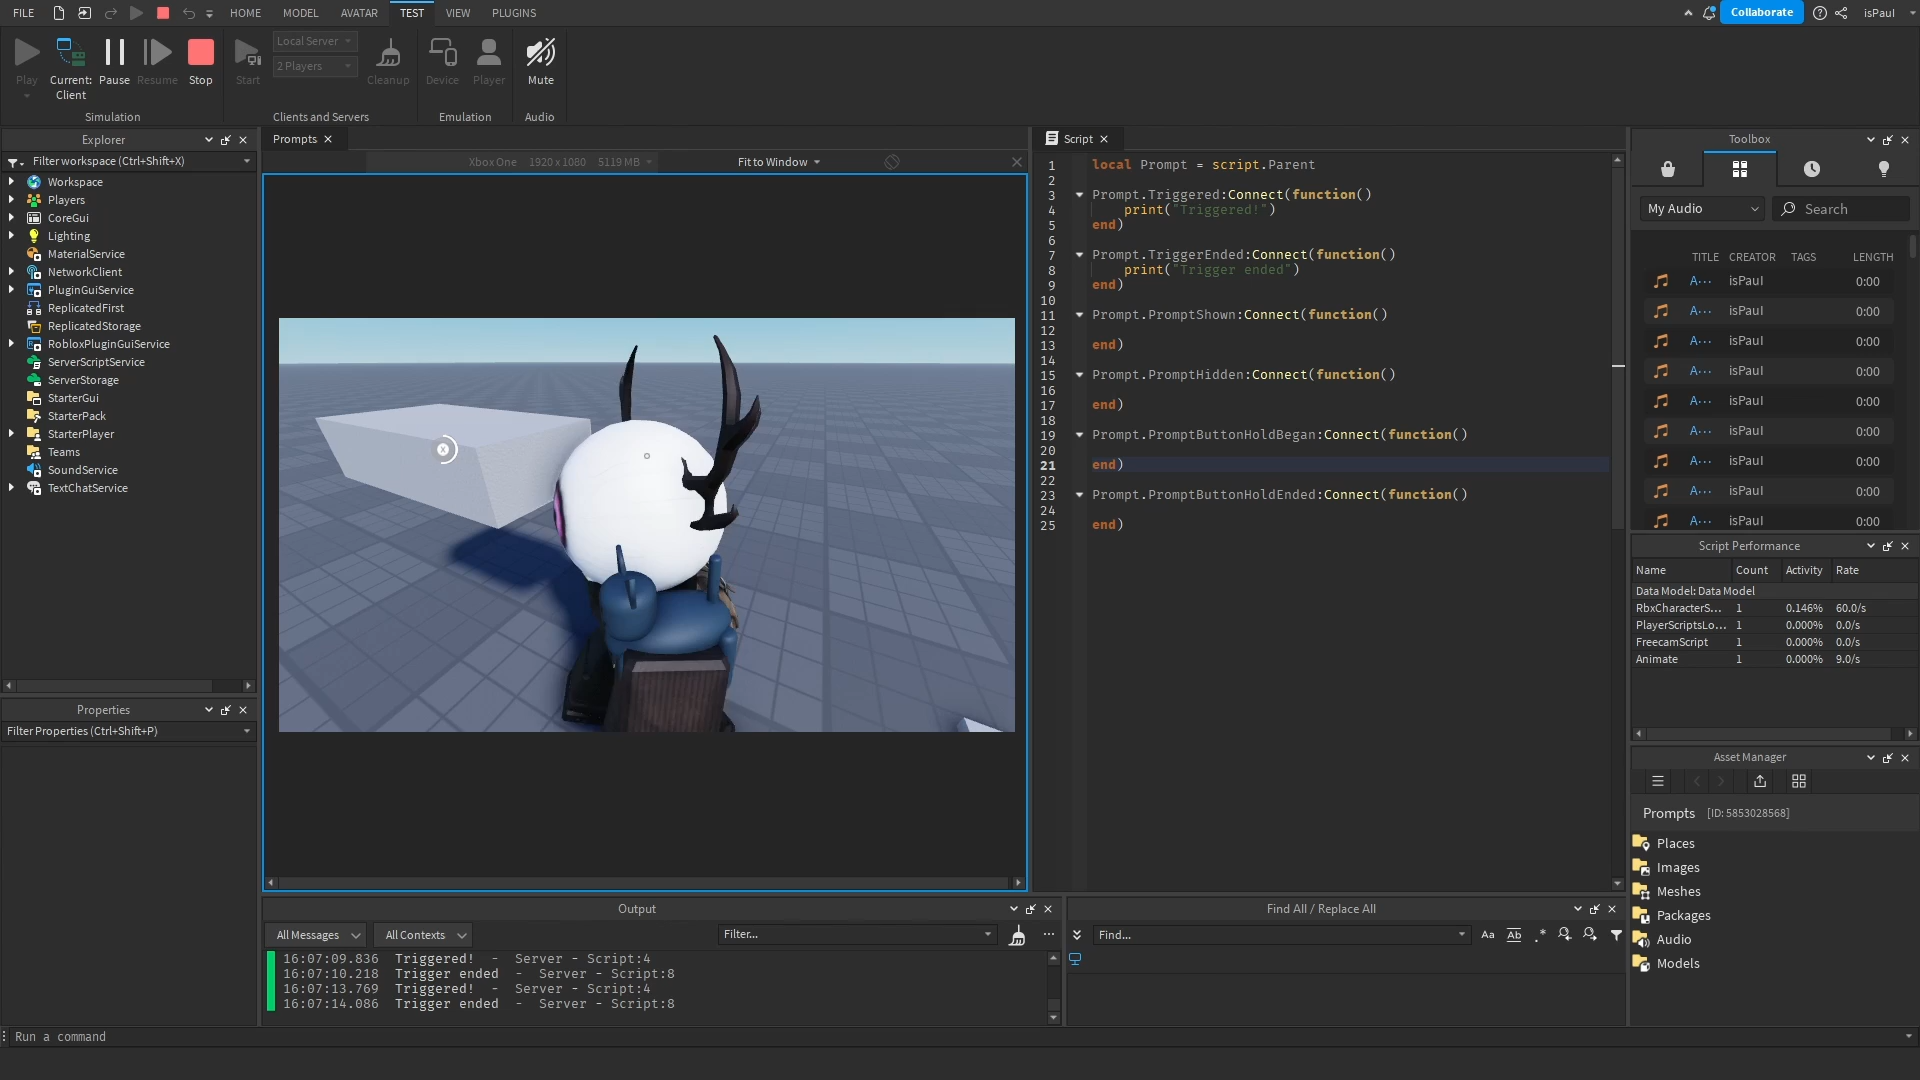 FILE HOME MODEL AVATAR TEST VIEW PLUGINS Collaborate isPaul
Play Current: Client Pause Resume Stop Start Local Server 2 Players Cleanup Device Player Mute
Simulation Clients and Servers Emulation Audio
Explorer
Filter workspace (Ctrl+Shift+X)
Workspace
Players
CoreGui
Lighting
MaterialService
NetworkClient
PluginGuiService
ReplicatedFirst
ReplicatedStorage
RobloxPluginGuiService
ServerScriptService
ServerStorage
StarterGui
StarterPack
StarterPlayer
Teams
SoundService
TextChatService
Properties
Filter Properties (Ctrl+Shift+P)
Prompts
Xbox One 1920 x 1080 5119 MB Fit to Window
X
Script
1 local Prompt = script.Parent
2
3 Prompt.Triggered:Connect(function()
4 print("Triggered!")
5 end)
6
7 Prompt.TriggerEnded:Connect(function()
8 print("Trigger ended")
9 end)
10
11 Prompt.PromptShown:Connect(function()
12
13 end)
14
15 Prompt.PromptHidden:Connect(function()
16
17 end)
18
19 Prompt.PromptButtonHoldBegan:Connect(function()
20
21 end)
22
23 Prompt.PromptButtonHoldEnded:Connect(function()
24
25 end)
Output
All Messages All Contexts Filter...
16:07:09.836 Triggered! - Server - Script:4
16:07:10.218 Trigger ended - Server - Script:8
16:07:13.769 Triggered! - Server - Script:4
16:07:14.086 Trigger ended - Server - Script:8
Find All / Replace All
Find... Aa Ab .*
Toolbox
My Audio Search
TITLE CREATOR TAGS LENGTH
A... isPaul 0:00
A... isPaul 0:00
A... isPaul 0:00
A... isPaul 0:00
A... isPaul 0:00
A... isPaul 0:00
A... isPaul 0:00
A... isPaul 0:00
A... isPaul 0:00
Script Performance
Name Count Activity Rate
Data Model: Data Model
RbxCharacterS... 1 0.146% 60.0/s
PlayerScriptsLo... 1 0.000% 0.0/s
FreecamScript 1 0.000% 0.0/s
Animate 1 0.000% 9.0/s
Asset Manager
Prompts [ID: 5853028568]
Places
Images
Meshes
Packages
Audio
Models
Run a command